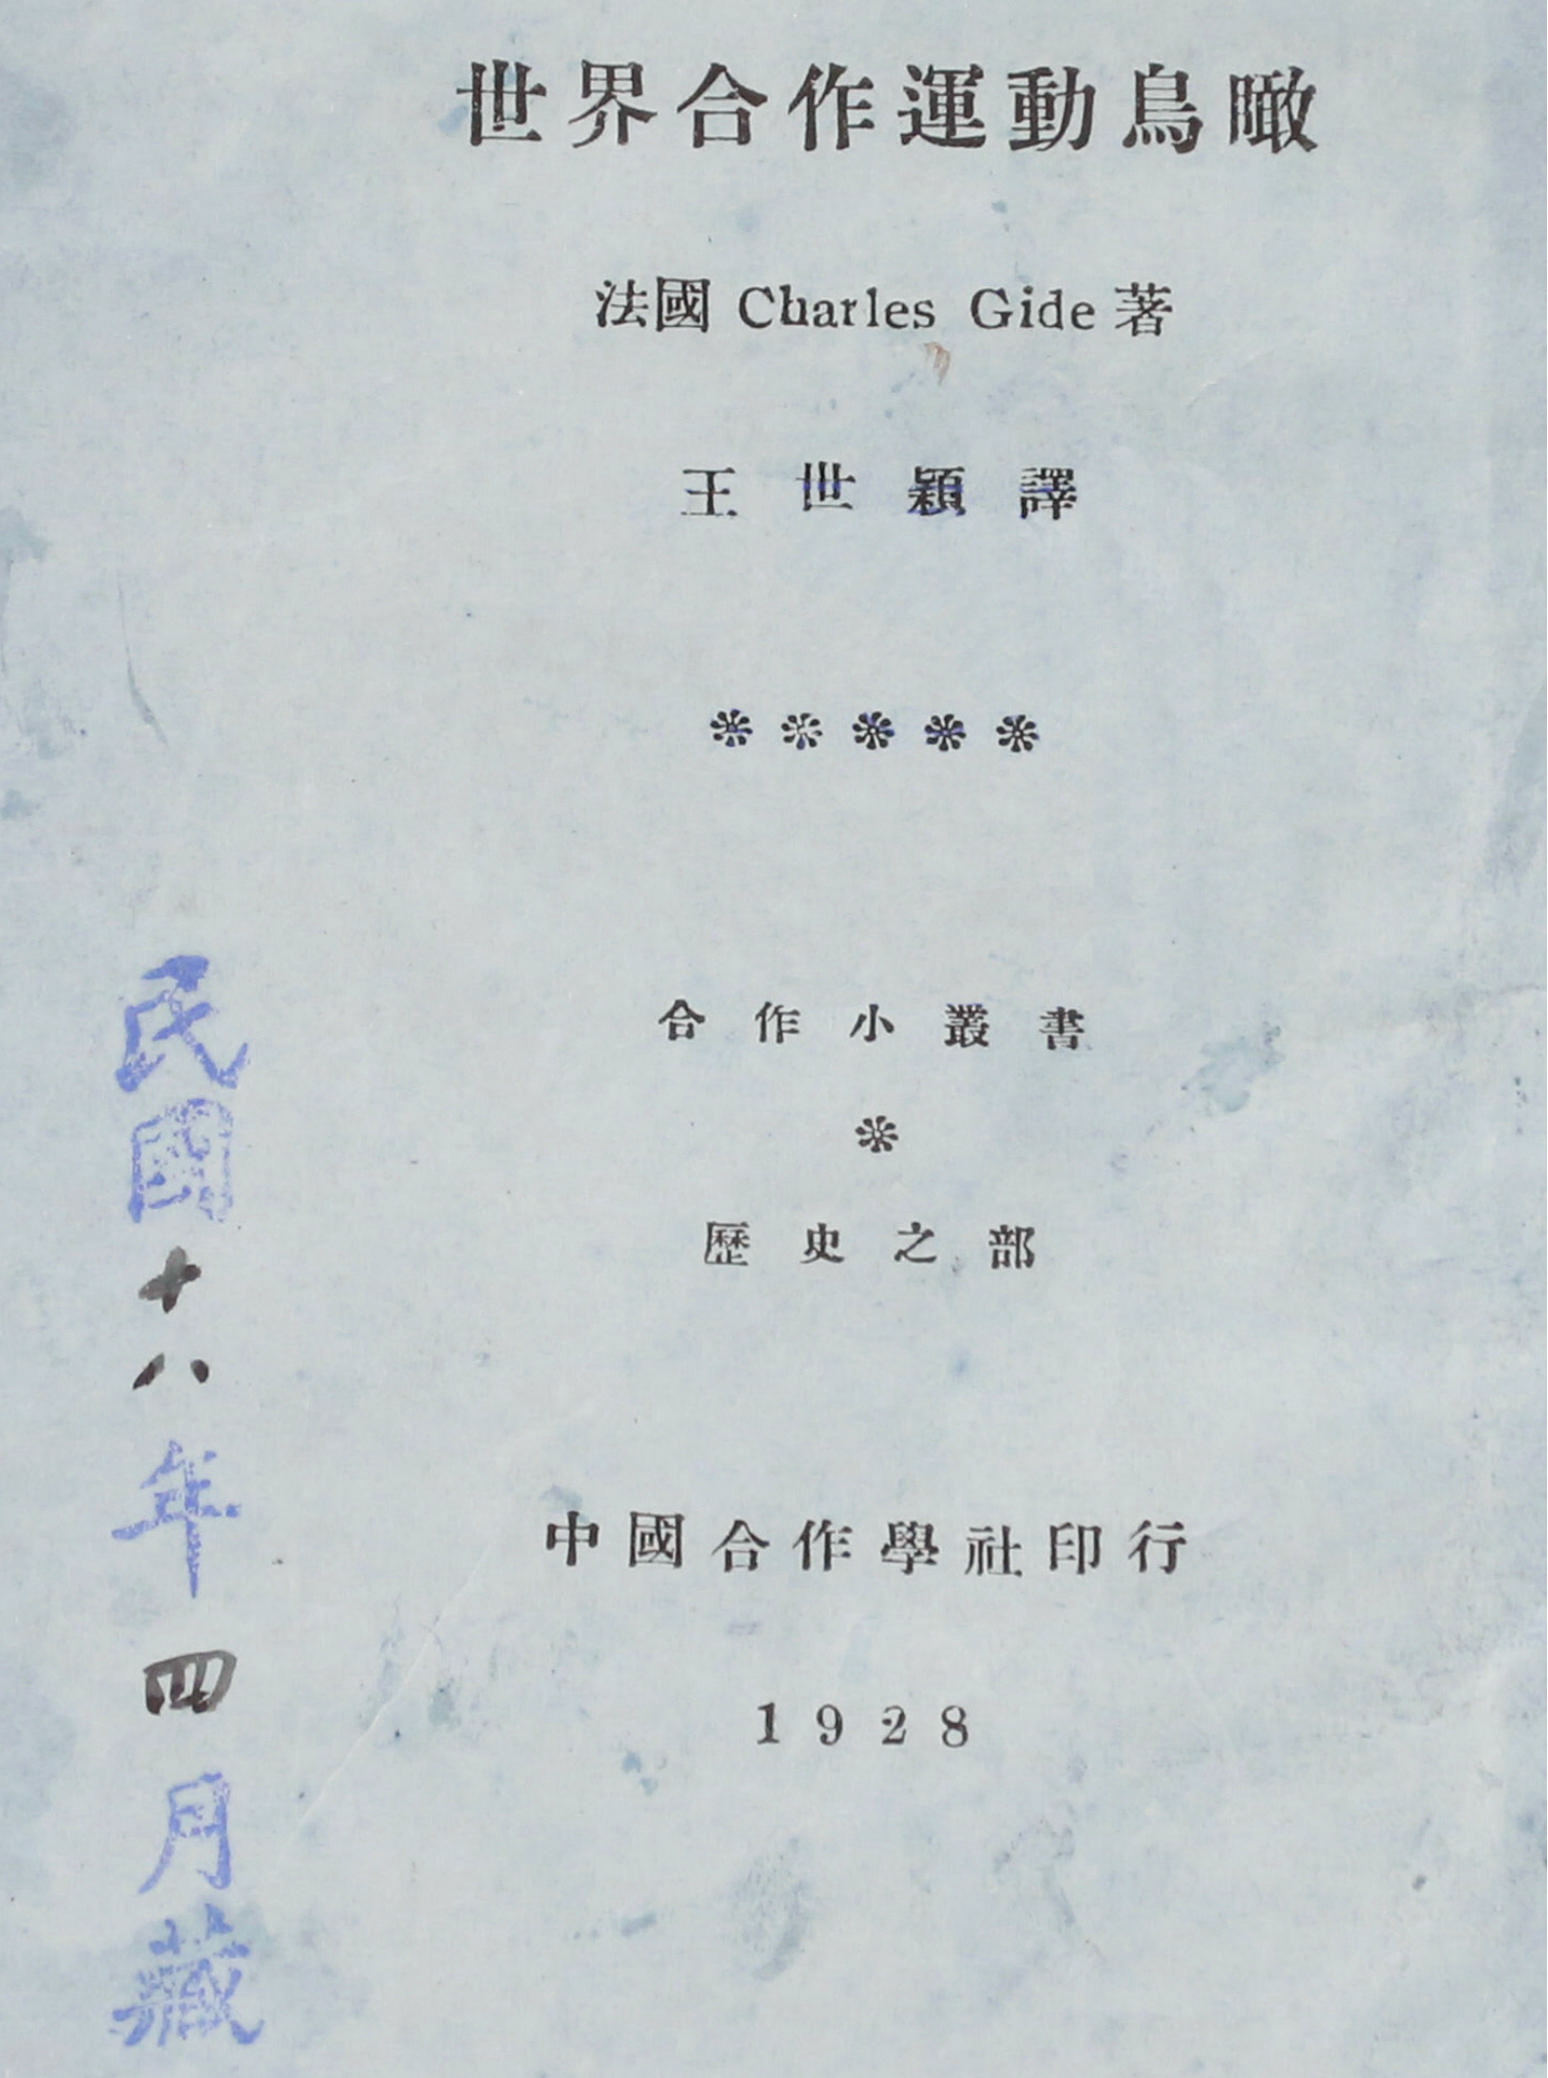 世界合作運動鳥瞰
法國 Charles Gide 著
王世穎譯
合作小叢書
歷史之部
中國合作學社印行
1928
民國十八年四月藏